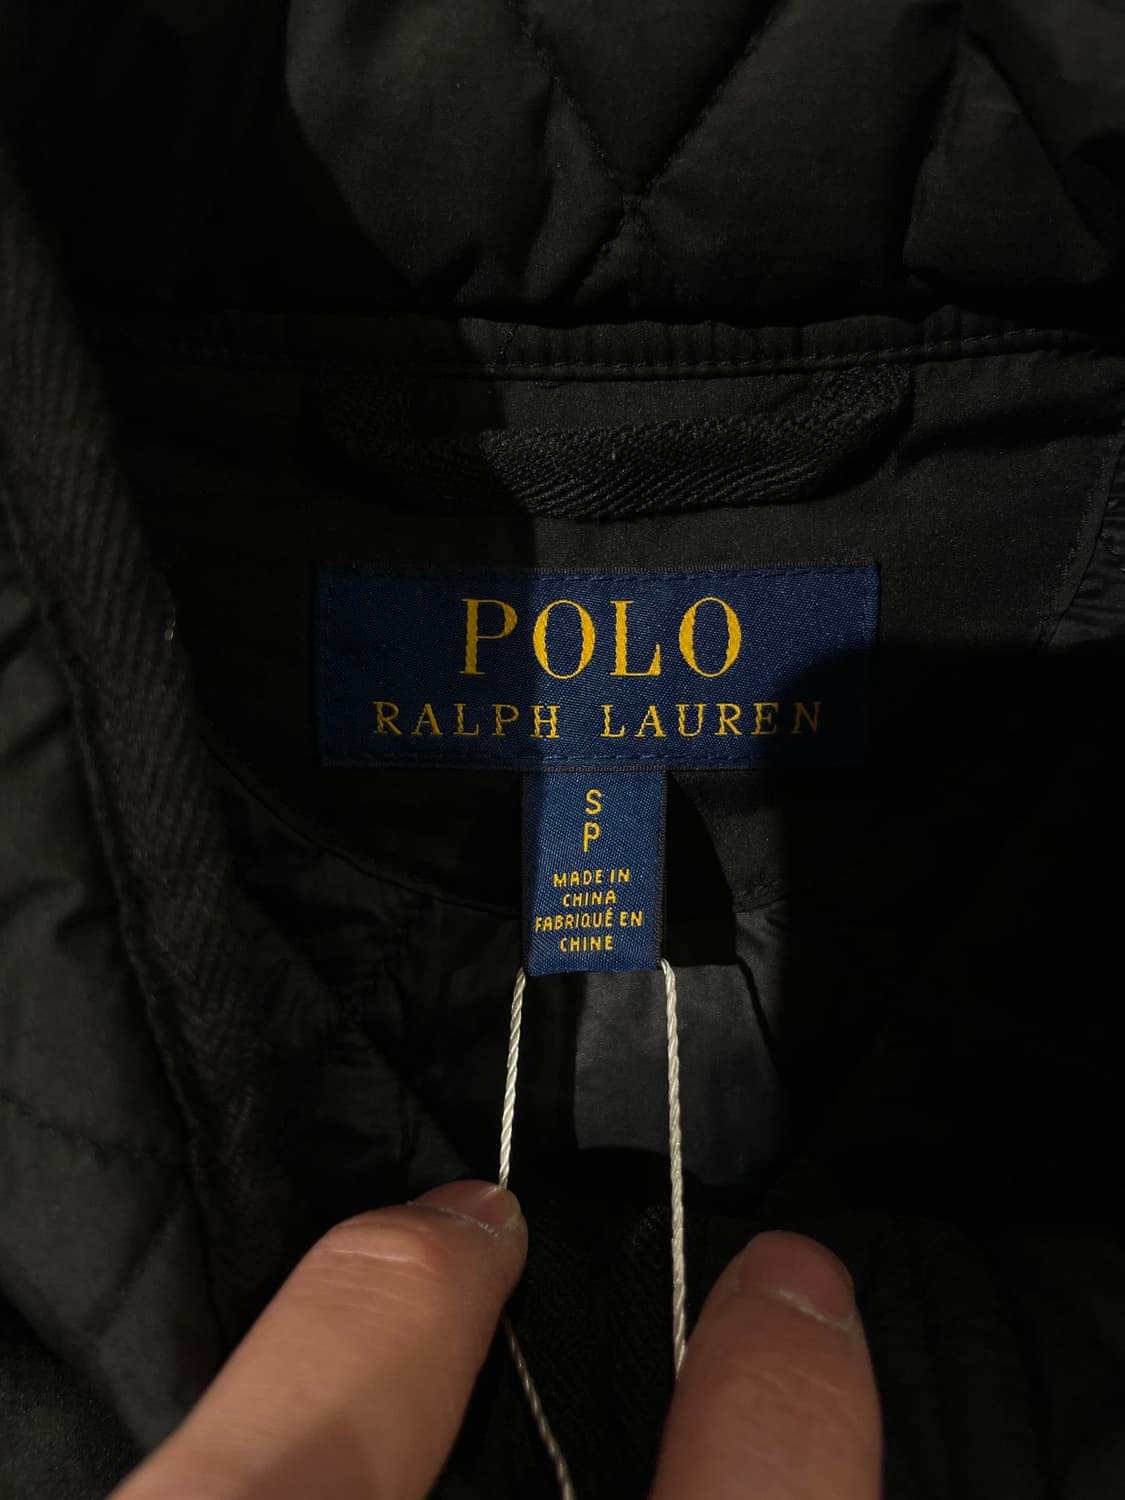 POLO
RALPH LAUREN
S
P
MADE IN
CHINA
FABRIQUÉ EN
CHINE